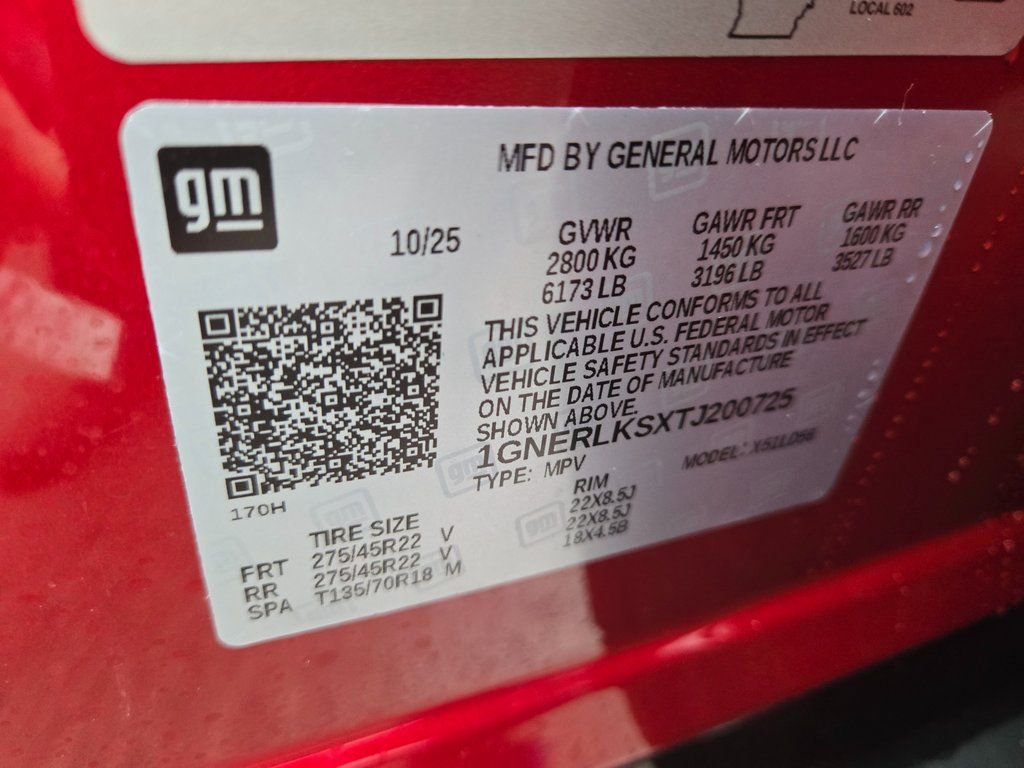 LOCAL 602
gm
MFD BY GENERAL MOTORS LLC
10/25
GVWR GAWR FRT GAWR RR
2800 KG 1450 KG 1600 KG
6173 LB 3196 LB 3527 LB
THIS VEHICLE CONFORMS TO ALL
APPLICABLE U.S. FEDERAL MOTOR
VEHICLE SAFETY STANDARDS IN EFFECT
ON THE DATE OF MANUFACTURE
SHOWN ABOVE.
1GNERLKSXTJ200725
TYPE: MPV MODEL:
170H
TIRE SIZE RIM
FRT 275/45R22 V 22X8.5J
RR 275/45R22 V 22X8.5J
SPA T135/70R18 M 18X4.5B